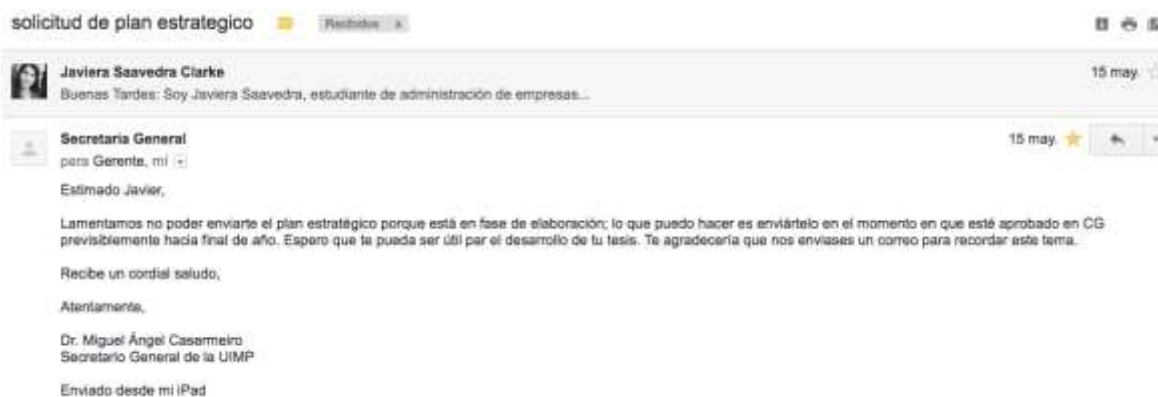 solicitud de plan estrategico
Recibidos x
Javiera Saavedra Clarke
15 may.
Buenas Tardes: Soy Javiera Saavedra, estudiante de administración de empresas...
Secretaria General
15 may.
para Gerente, mí
Estimado Javier,
Lamentamos no poder enviarte el plan estratégico porque está en fase de elaboración; lo que puedo hacer es enviártelo en el momento en que esté aprobado en CG
previsiblemente hacia final de año. Espero que te pueda ser útil par el desarrollo de tu tesis. Te agradecería que nos enviases un correo para recordar este tema.
Recibe un cordial saludo,
Atentamente,
Dr. Miguel Ángel Casermeiro
Secretario General de la UIMP
Enviado desde mi iPad